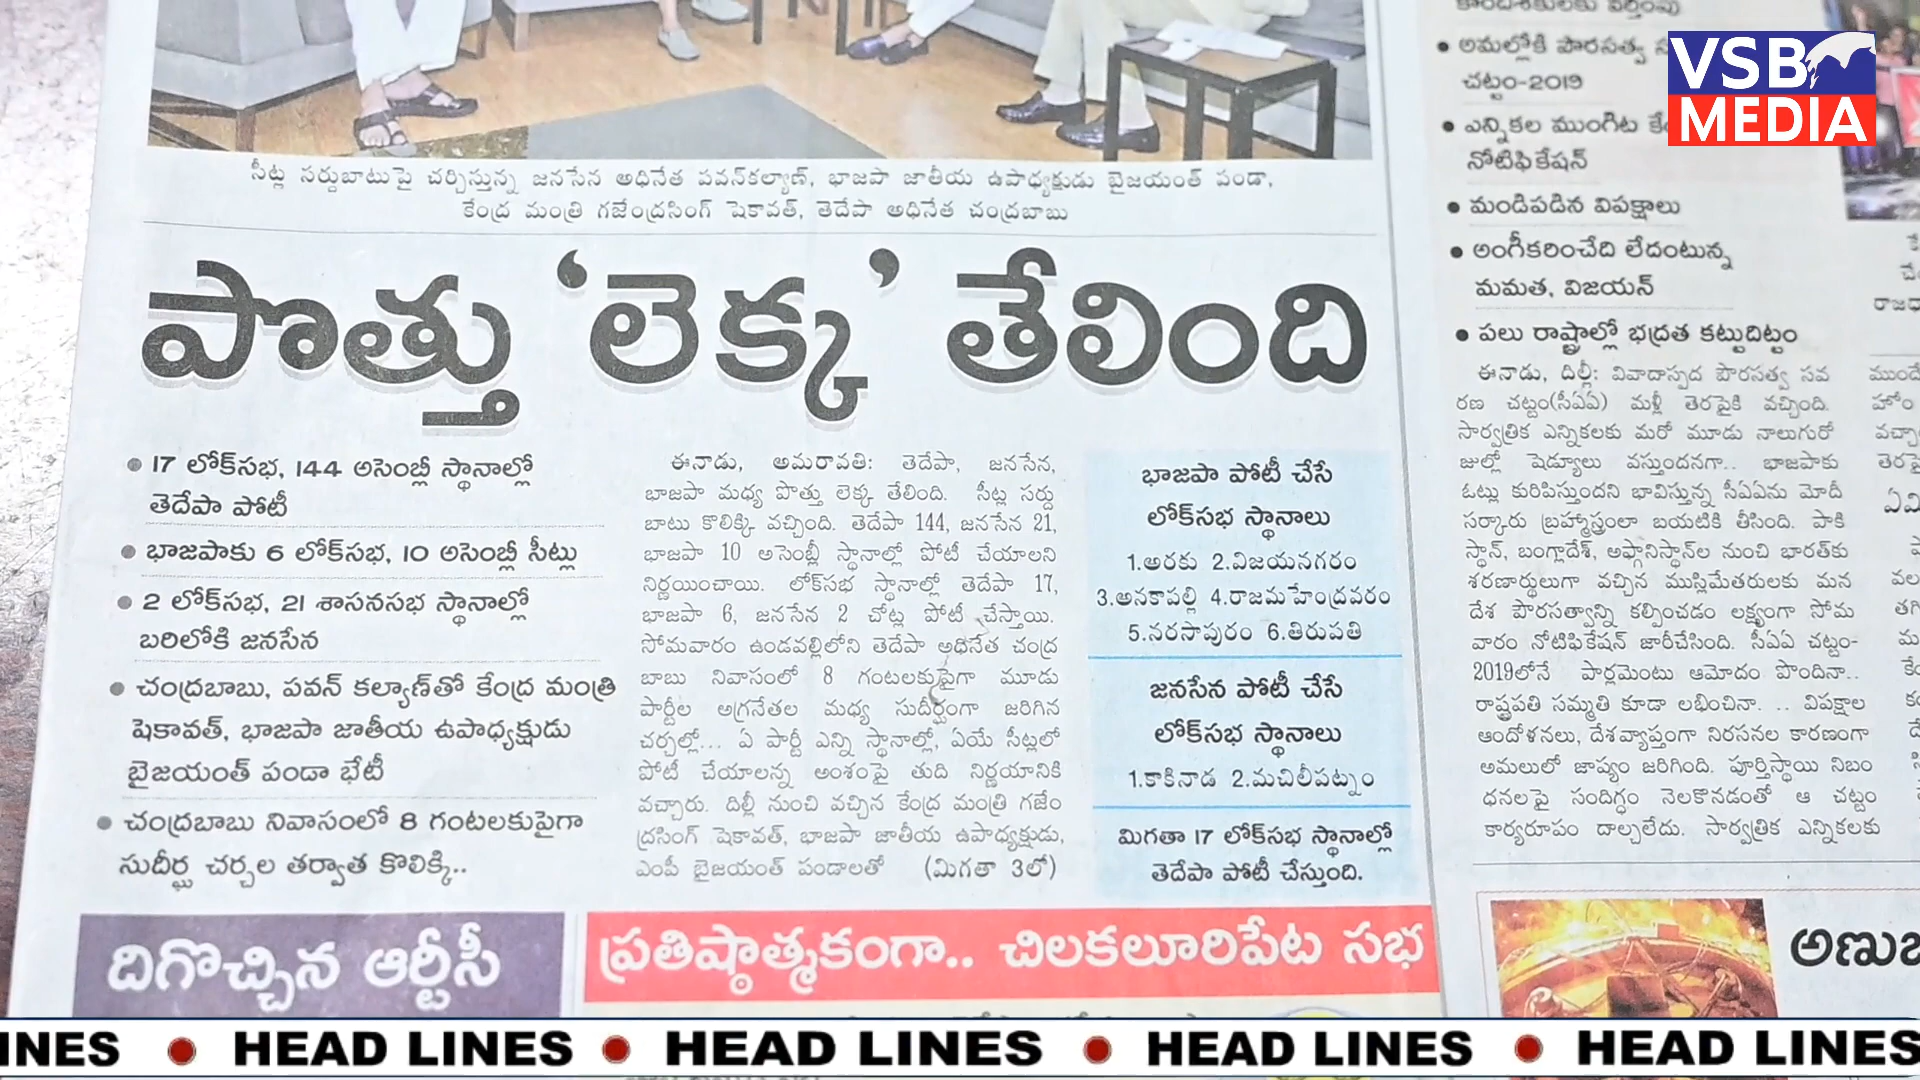 సీట్ల సర్దుబాటుపై చర్చిస్తున్న జనసేన అధినేత పవన్‌కల్యాణ్, భాజపా జాతీయ ఉపాధ్యక్షుడు బైజయంత్ పండా,
కేంద్ర మంత్రి గజేంద్రసింగ్ షెకావత్, తెదేపా అధినేత చంద్రబాబు
పొత్తు ‘లెక్క’ తేలింది
• 17 లోక్‌సభ, 144 అసెంబ్లీ స్థానాల్లో
తెదేపా పోటీ
• భాజపాకు 6 లోక్‌సభ, 10 అసెంబ్లీ సీట్లు
• 2 లోక్‌సభ, 21 శాసనసభ స్థానాల్లో
బరిలోకి జనసేన
• చంద్రబాబు, పవన్ కల్యాణ్‌తో కేంద్ర మంత్రి
షెకావత్, భాజపా జాతీయ ఉపాధ్యక్షుడు
బైజయంత్ పండా భేటీ
• చంద్రబాబు నివాసంలో 8 గంటలకుపైగా
సుదీర్ఘ చర్చల తర్వాత కొలిక్కి..
ఈనాడు, అమరావతి: తెదేపా, జనసేన,
భాజపా మధ్య పొత్తు లెక్క తేలింది. సీట్ల సర్దు
బాటు కొలిక్కి వచ్చింది. తెదేపా 144, జనసేన 21,
భాజపా 10 అసెంబ్లీ స్థానాల్లో పోటీ చేయాలని
నిర్ణయించాయి. లోక్‌సభ స్థానాల్లో తెదేపా 17,
భాజపా 6, జనసేన 2 చోట్ల పోటీ చేస్తాయి.
సోమవారం ఉండవల్లిలోని తెదేపా అధినేత చంద్ర
బాబు నివాసంలో 8 గంటలకుపైగా మూడు
పార్టీల అగ్రనేతల మధ్య సుదీర్ఘంగా జరిగిన
చర్చల్లో... ఏ పార్టీ ఎన్ని స్థానాల్లో, ఏయే సీట్లలో
పోటీ చేయాలన్న అంశంపై తుది నిర్ణయానికి
వచ్చారు. దిల్లీ నుంచి వచ్చిన కేంద్ర మంత్రి గజేం
ద్రసింగ్ షెకావత్, భాజపా జాతీయ ఉపాధ్యక్షుడు,
ఎంపీ బైజయంత్ పండాలతో (మిగతా 3లో)
భాజపా పోటీ చేసే
లోక్‌సభ స్థానాలు
1.అరకు 2.విజయనగరం
3.అనకాపల్లి 4.రాజమహేంద్రవరం
5.నరసాపురం 6.తిరుపతి
జనసేన పోటీ చేసే
లోక్‌సభ స్థానాలు
1.కాకినాడ 2.మచిలీపట్నం
మిగతా 17 లోక్‌సభ స్థానాల్లో
తెదేపా పోటీ చేస్తుంది.
దిగొచ్చిన ఆర్టీసీ
ప్రతిష్ఠాత్మకంగా.. చిలకలూరిపేట సభ
• అమల్లోకి పౌరసత్వ
చట్టం-2019
• ఎన్నికల ముంగిట
నోటిఫికేషన్
• మండిపడిన విపక్షాలు
• అంగీకరించేది లేదంటున్న
మమత, విజయన్
• పలు రాష్ట్రాల్లో భద్రత కట్టుదిట్టం
ఈనాడు, దిల్లీ: వివాదాస్పద పౌరసత్వ సవ
రణ చట్టం(సీఏఏ) మళ్లీ తెరపైకి వచ్చింది.
సార్వత్రిక ఎన్నికలకు మరో మూడు నాలుగురో
జుల్లో షెడ్యూలు వస్తుందనగా.. భాజపాకు
ఓట్లు కురిపిస్తుందని భావిస్తున్న సీఏఏను మోదీ
సర్కారు బ్రహ్మాస్త్రంలా బయటికి తీసింది. పాకి
స్థాన్, బంగ్లాదేశ్, అఫ్గానిస్థాన్‌ల నుంచి భారత్‌కు
శరణార్థులుగా వచ్చిన ముస్లిమేతరులకు మన
దేశ పౌరసత్వాన్ని కల్పించడం లక్ష్యంగా సోమ
వారం నోటిఫికేషన్ జారీచేసింది. సీఏఏ చట్టం-
2019లోనే పార్లమెంటు ఆమోదం పొందినా..
రాష్ట్రపతి సమ్మతి కూడా లభించినా. .. విపక్షాల
ఆందోళనలు, దేశవ్యాప్తంగా నిరసనల కారణంగా
అమలులో జాప్యం జరిగింది. పూర్తిస్థాయి నిబం
ధనలపై సందిగ్ధం నెలకొనడంతో ఆ చట్టం
కార్యరూపం దాల్చలేదు. సార్వత్రిక ఎన్నికలకు
VSB
MEDIA
INES • HEAD LINES • HEAD LINES • HEAD LINES • HEAD LINES